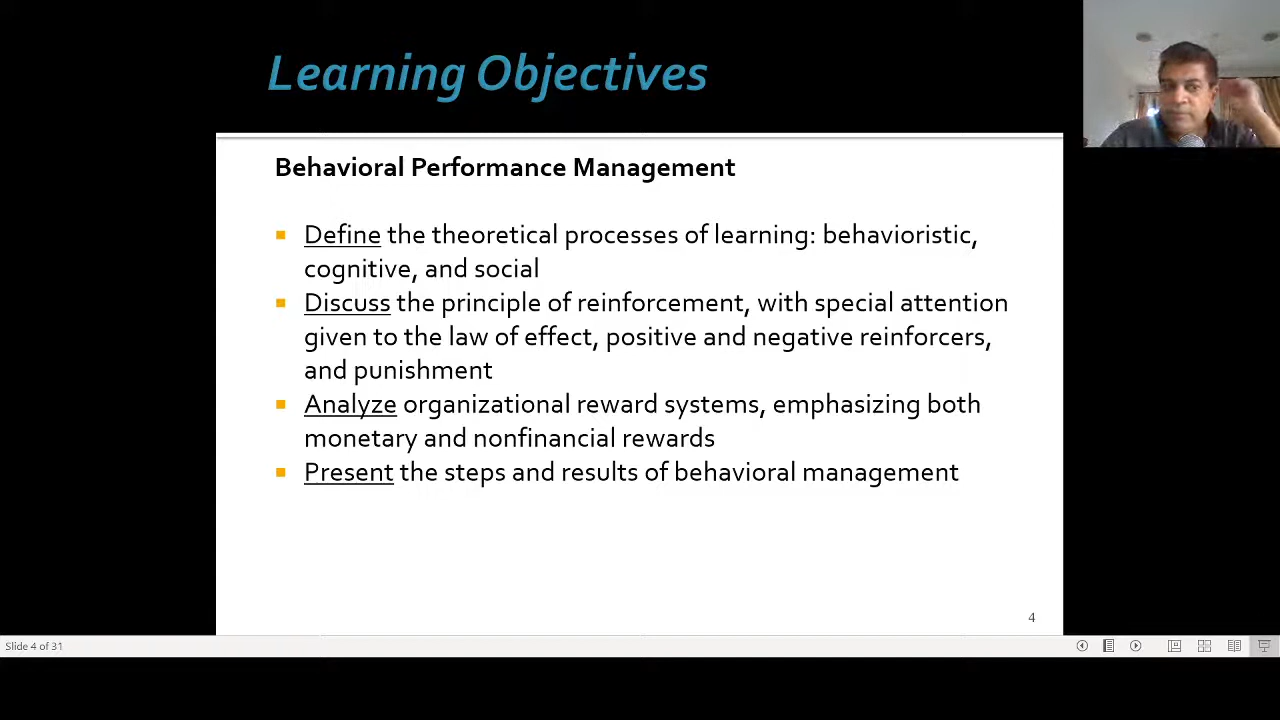 Learning Objectives
Behavioral Performance Management
Define the theoretical processes of learning: behavioristic,
cognitive, and social
Discuss the principle of reinforcement, with special attention
given to the law of effect, positive and negative reinforcers,
and punishment
Analyze organizational reward systems, emphasizing both
monetary and nonfinancial rewards
Present the steps and results of behavioral management
4
Slide 4 of 31